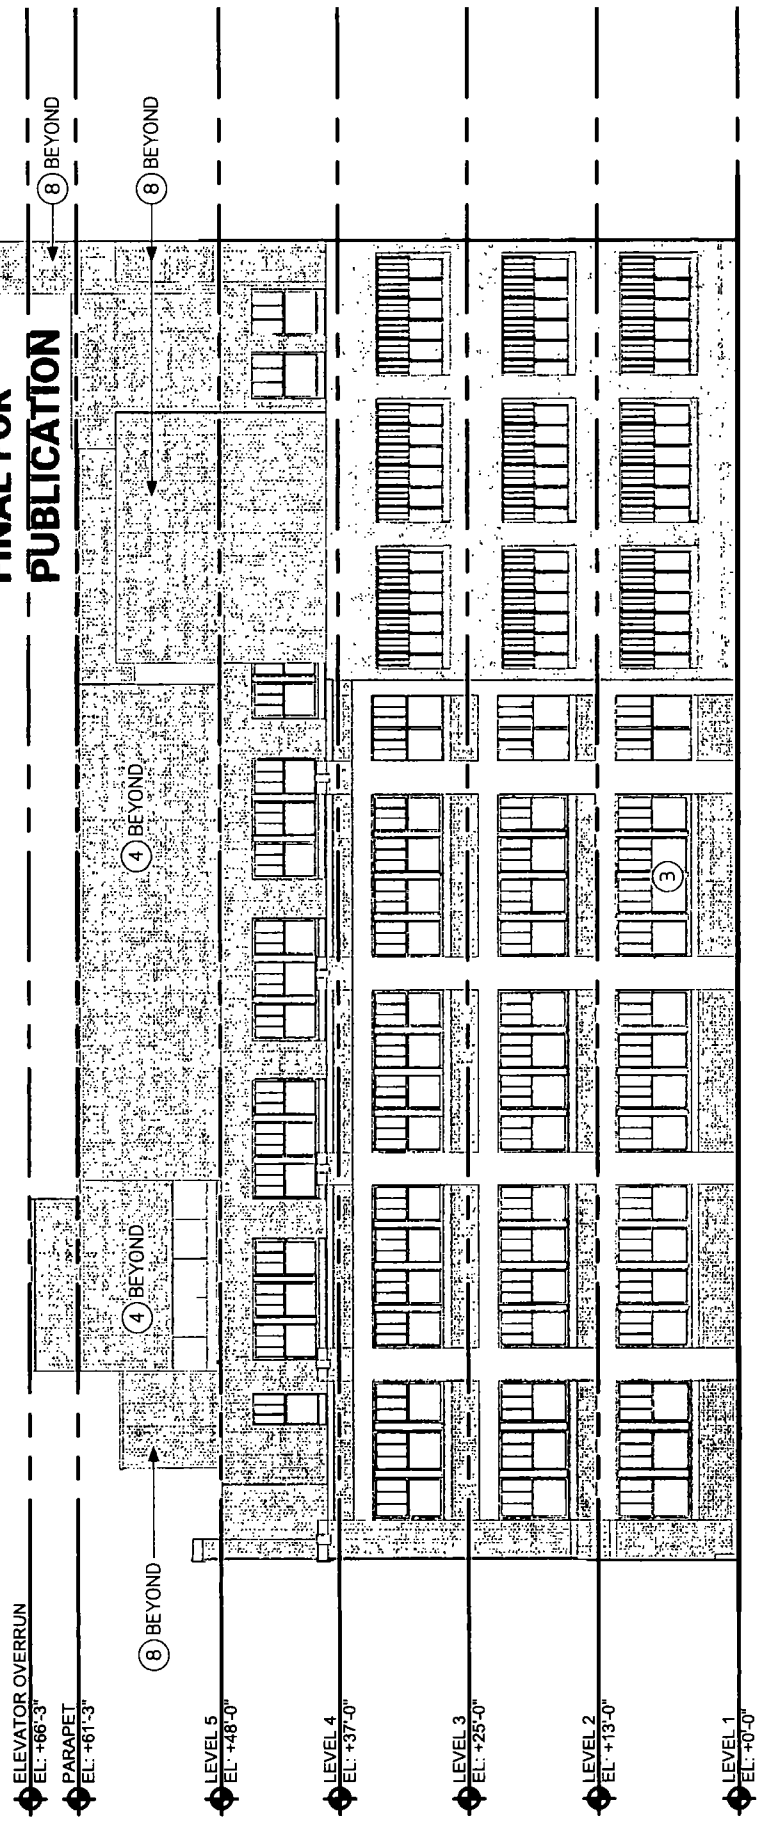 FINAL FOR
PUBLICATION
ELEVATOR OVERRUN
EL: +66'-3"
PARAPET
EL: +61'-3"
LEVEL 5
EL: +48'-0"
LEVEL 4
EL: +37'-0"
LEVEL 3
EL: +25'-0"
LEVEL 2
EL: +13'-0"
LEVEL 1
EL: +0'-0"
8 BEYOND
4 BEYOND
4 BEYOND
3
8 BEYOND
8 BEYOND